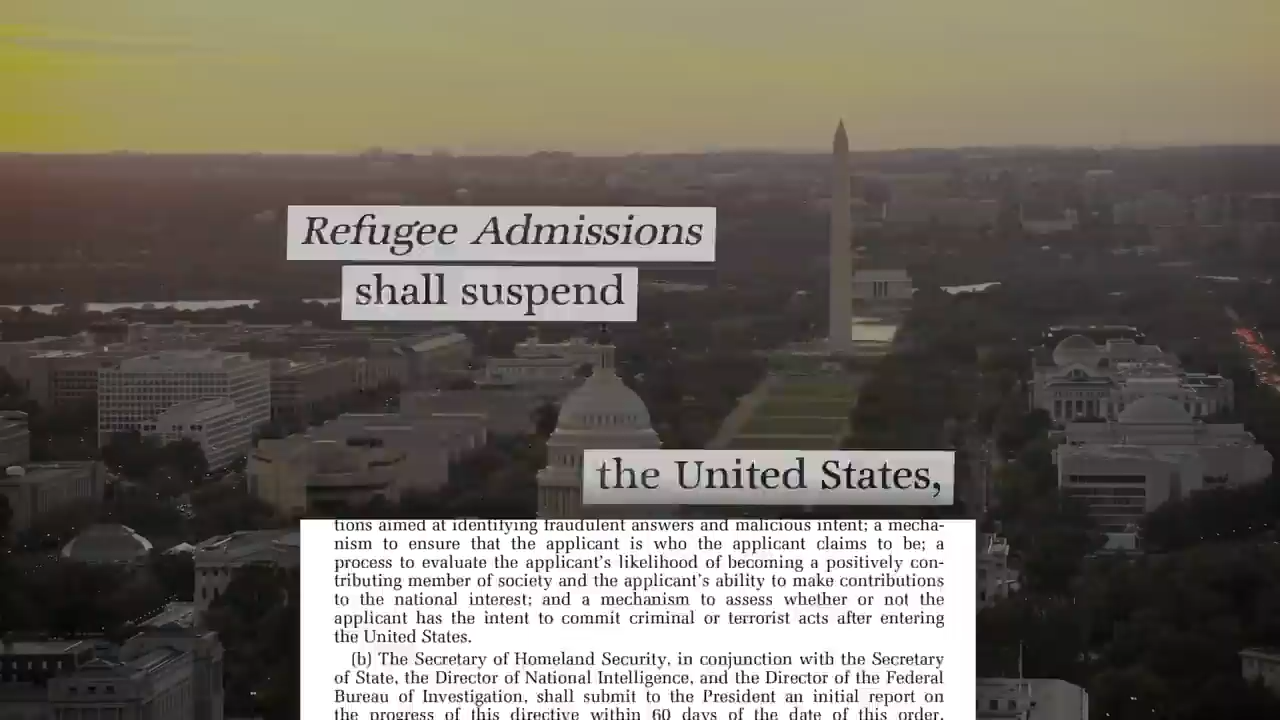 Refugee Admissions
shall suspend
the United States,
tions aimed at identifying fraudulent answers and malicious intent; a mecha-
nism to ensure that the applicant is who the applicant claims to be; a
process to evaluate the applicant's likelihood of becoming a positively con-
tributing member of society and the applicant's ability to make contributions
to the national interest; and a mechanism to assess whether or not the
applicant has the intent to commit criminal or terrorist acts after entering
the United States.
(b) The Secretary of Homeland Security, in conjunction with the Secretary
of State, the Director of National Intelligence, and the Director of the Federal
Bureau of Investigation, shall submit to the President an initial report on
the progress of this directive within 60 days of the date of this order,